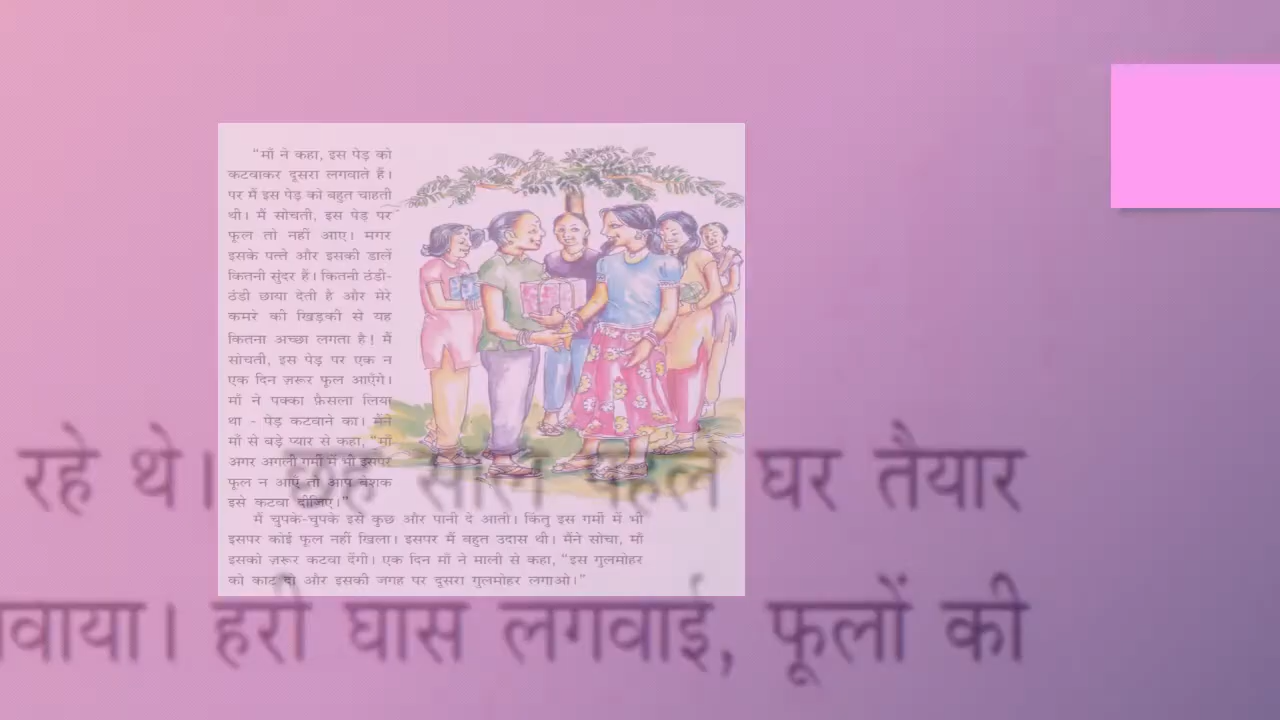 “माँ ने कहा, इस पेड़ को
कटवाकर दूसरा लगवाते हैं।
पर मैं इस पेड़ को बहुत चाहती
थी। मैं सोचती, इस पेड़ पर
फूल तो नहीं आए। मगर
इसके पत्ते और इसकी डालें
कितनी सुंदर हैं। कितनी ठंडी-
ठंडी छाया देती है और मेरे
कमरे की खिड़की से यह
कितना अच्छा लगता है! मैं
सोचती, इस पेड़ पर एक न
एक दिन ज़रूर फूल आएँगे।
माँ ने पक्का फ़ैसला लिया
था - पेड़ कटवाने का। मैंने
माँ से बड़े प्यार से कहा, “माँ
अगर अगली गर्मी में भी इसपर
फूल न आएँ तो आप बेशक
इसे कटवा दीजिए।”
मैं चुपके-चुपके इसे कुछ और पानी दे आती। किंतु इस गर्मी में भी
इसपर कोई फूल नहीं खिला। इसपर मैं बहुत उदास थी। मैंने सोचा, माँ
इसको ज़रूर कटवा देंगी। एक दिन माँ ने माली से कहा, “इस गुलमोहर
को काट दो और इसकी जगह पर दूसरा गुलमोहर लगाओ।”
रहे थे। साल पहले घर तैयार
हरी घास लगवाई, फूलों की